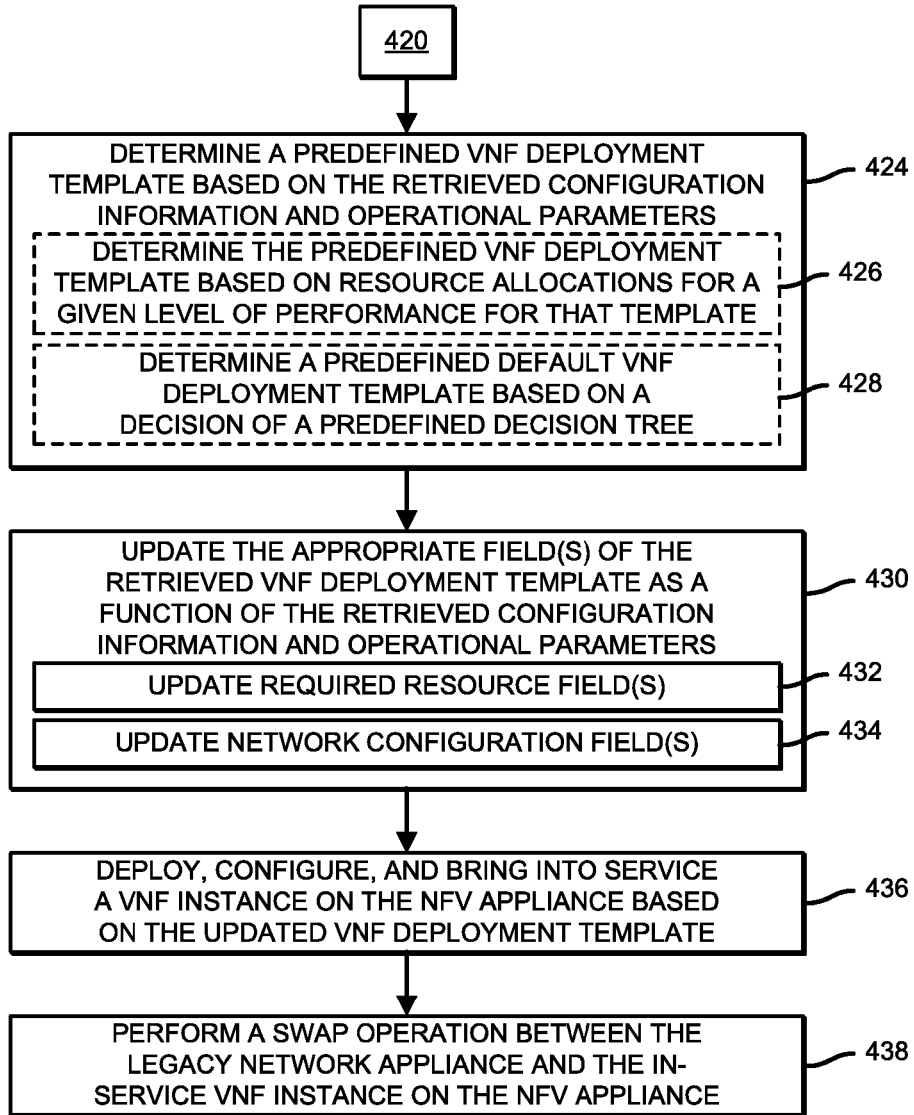 420
DETERMINE A PREDEFINED VNF DEPLOYMENT
TEMPLATE BASED ON THE RETRIEVED CONFIGURATION
INFORMATION AND OPERATIONAL PARAMETERS
424
DETERMINE THE PREDEFINED VNF DEPLOYMENT
TEMPLATE BASED ON RESOURCE ALLOCATIONS FOR A
GIVEN LEVEL OF PERFORMANCE FOR THAT TEMPLATE
426
DETERMINE A PREDEFINED DEFAULT VNF
DEPLOYMENT TEMPLATE BASED ON A
DECISION OF A PREDEFINED DECISION TREE
428
UPDATE THE APPROPRIATE FIELD(S) OF THE
RETRIEVED VNF DEPLOYMENT TEMPLATE AS A
FUNCTION OF THE RETRIEVED CONFIGURATION
INFORMATION AND OPERATIONAL PARAMETERS
430
UPDATE REQUIRED RESOURCE FIELD(S)
432
UPDATE NETWORK CONFIGURATION FIELD(S)
434
DEPLOY, CONFIGURE, AND BRING INTO SERVICE
A VNF INSTANCE ON THE NFV APPLIANCE BASED
ON THE UPDATED VNF DEPLOYMENT TEMPLATE
436
PERFORM A SWAP OPERATION BETWEEN THE
LEGACY NETWORK APPLIANCE AND THE IN-
SERVICE VNF INSTANCE ON THE NFV APPLIANCE
438